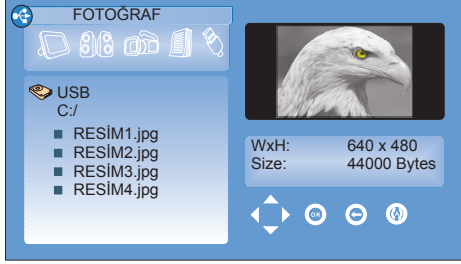 FOTOĞRAF
USB
C:/
RESİM1.jpg
RESİM2.jpg
RESİM3.jpg
RESİM4.jpg
WxH: 640 x 480
Size: 44000 Bytes
OK